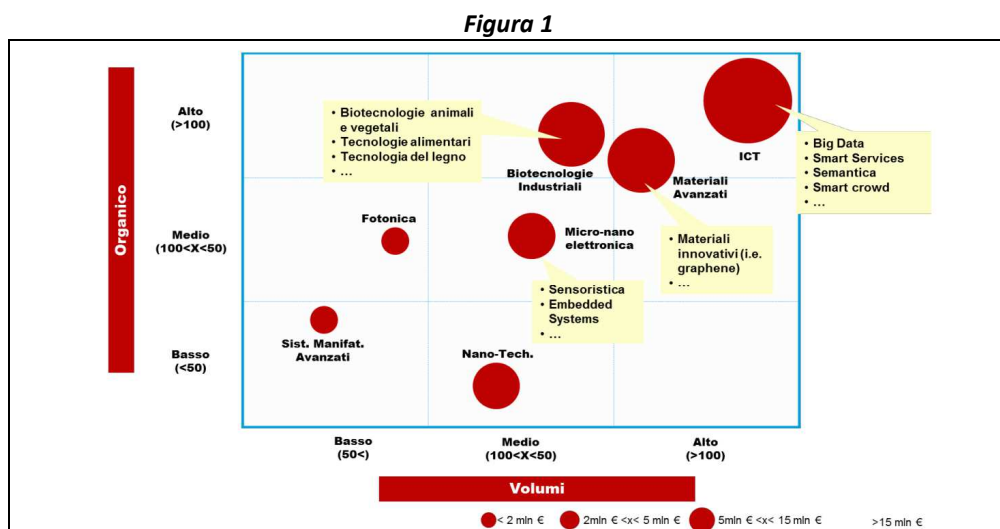 Figura 1
Organico
Alto
(>100)
Medio
(100<X<50)
Basso
(<50)
• Biotecnologie animali
e vegetali
• Tecnologie alimentari
• Tecnologia del legno
• ...
Biotecnologie
Industriali
Materiali
Avanzati
ICT
• Big Data
• Smart Services
• Semantica
• Smart crowd
• ...
Fotonica
Micro-nano
elettronica
• Materiali
innovativi (i.e.
graphene)
• ...
• Sensoristica
• Embedded
Systems
• ...
Sist. Manifat.
Avanzati
Nano-Tech.
Basso
(50<)
Medio
(100<X<50)
Alto
(>100)
Volumi
< 2 mln €
2mln € <x< 5 mln €
5mln € <x< 15 mln €
>15 mln €